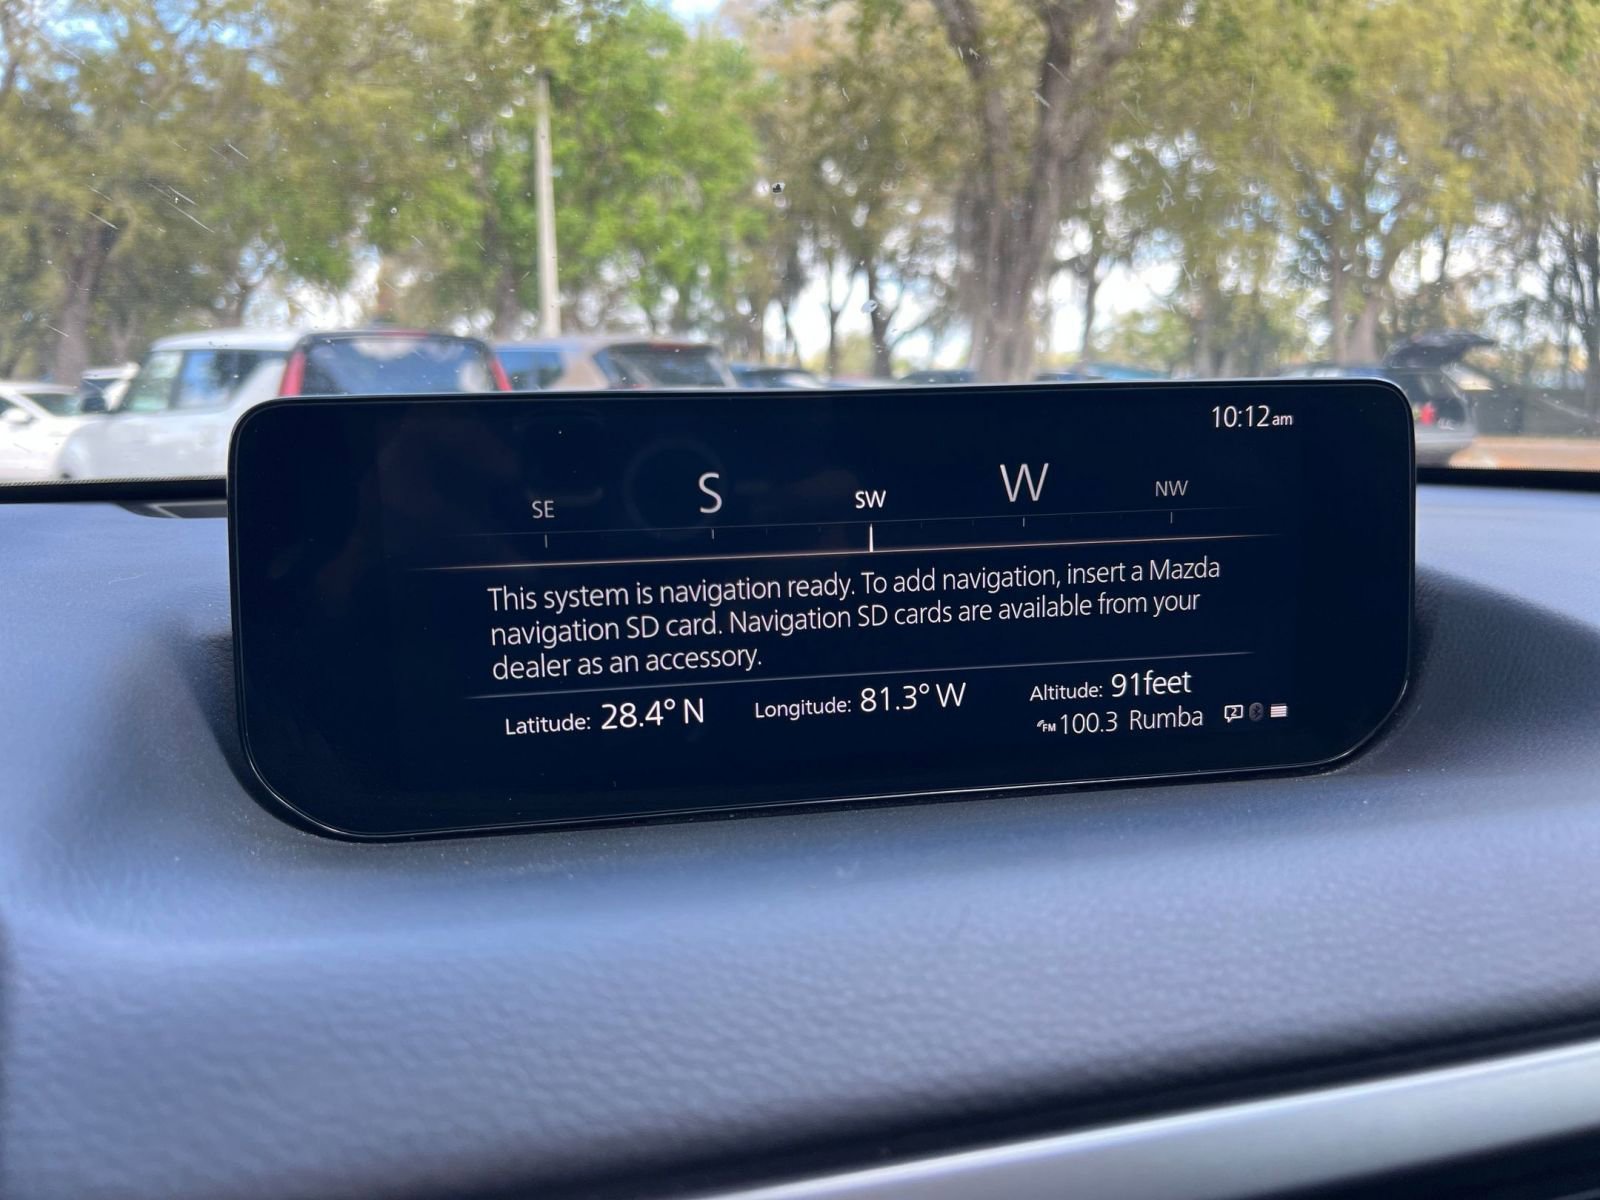 10:12am
SE S SW W NW
This system is navigation ready. To add navigation, insert a Mazda
navigation SD card. Navigation SD cards are available from your
dealer as an accessory.
Latitude: 28.4° N Longitude: 81.3° W Altitude: 91feet
FM 100.3 Rumba